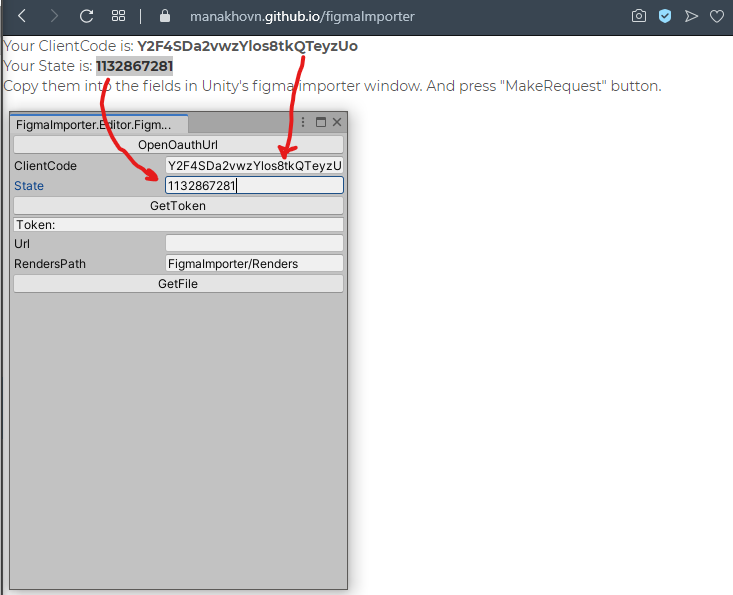 manakhovn.github.io/figmaImporter
Your ClientCode is: Y2F4SDa2vwzYlos8tkQTeyzUo
Your State is: 1132867281
Copy them into the fields in Unity's figma importer window. And press "MakeRequest" button.
FigmaImporter.Editor.Figm...
OpenOauthUrl
ClientCode Y2F4SDa2vwzYlos8tkQTeyzU
State 1132867281
GetToken
Token:
Url
RendersPath FigmaImporter/Renders
GetFile